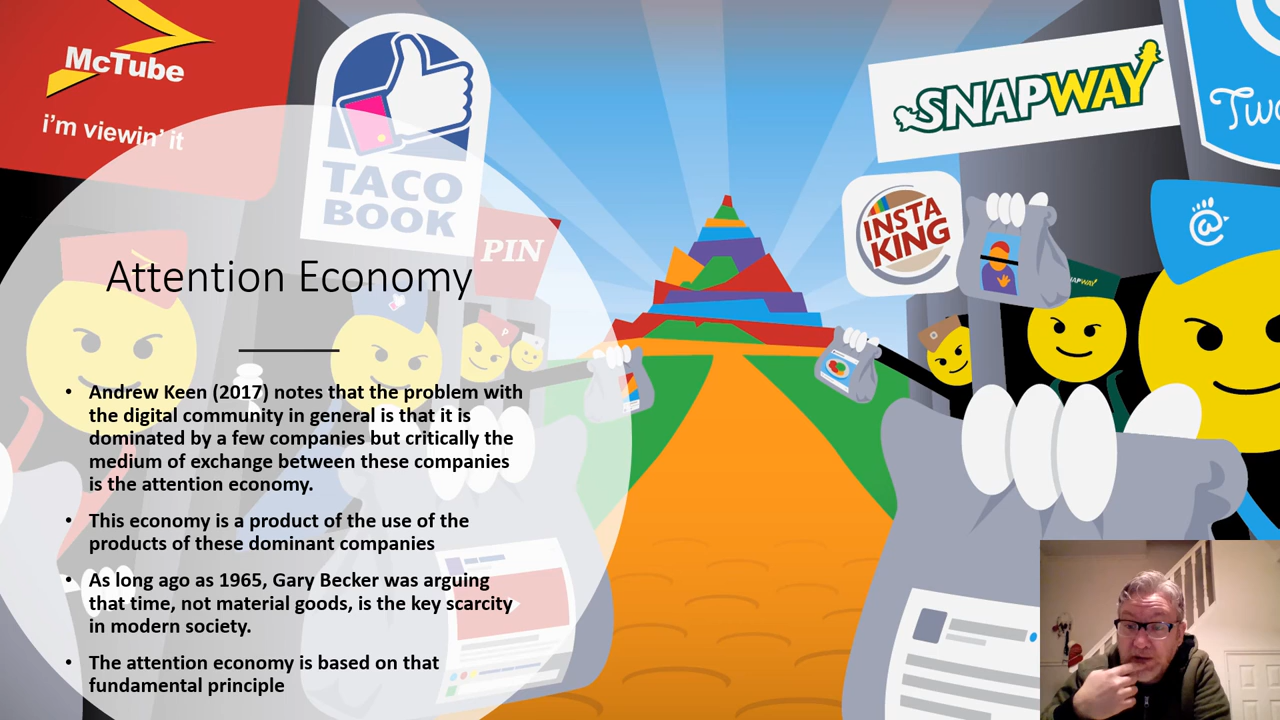 McTube
i'm viewin' it
TACO
BOOK
PIN
SNAPWAY
INSTA
KING
@
P
Attention Economy
• Andrew Keen (2017) notes that the problem with
the digital community in general is that it is
dominated by a few companies but critically the
medium of exchange between these companies
is the attention economy.
• This economy is a product of the use of the
products of these dominant companies
• As long ago as 1965, Gary Becker was arguing
that time, not material goods, is the key scarcity
in modern society.
• The attention economy is based on that
fundamental principle